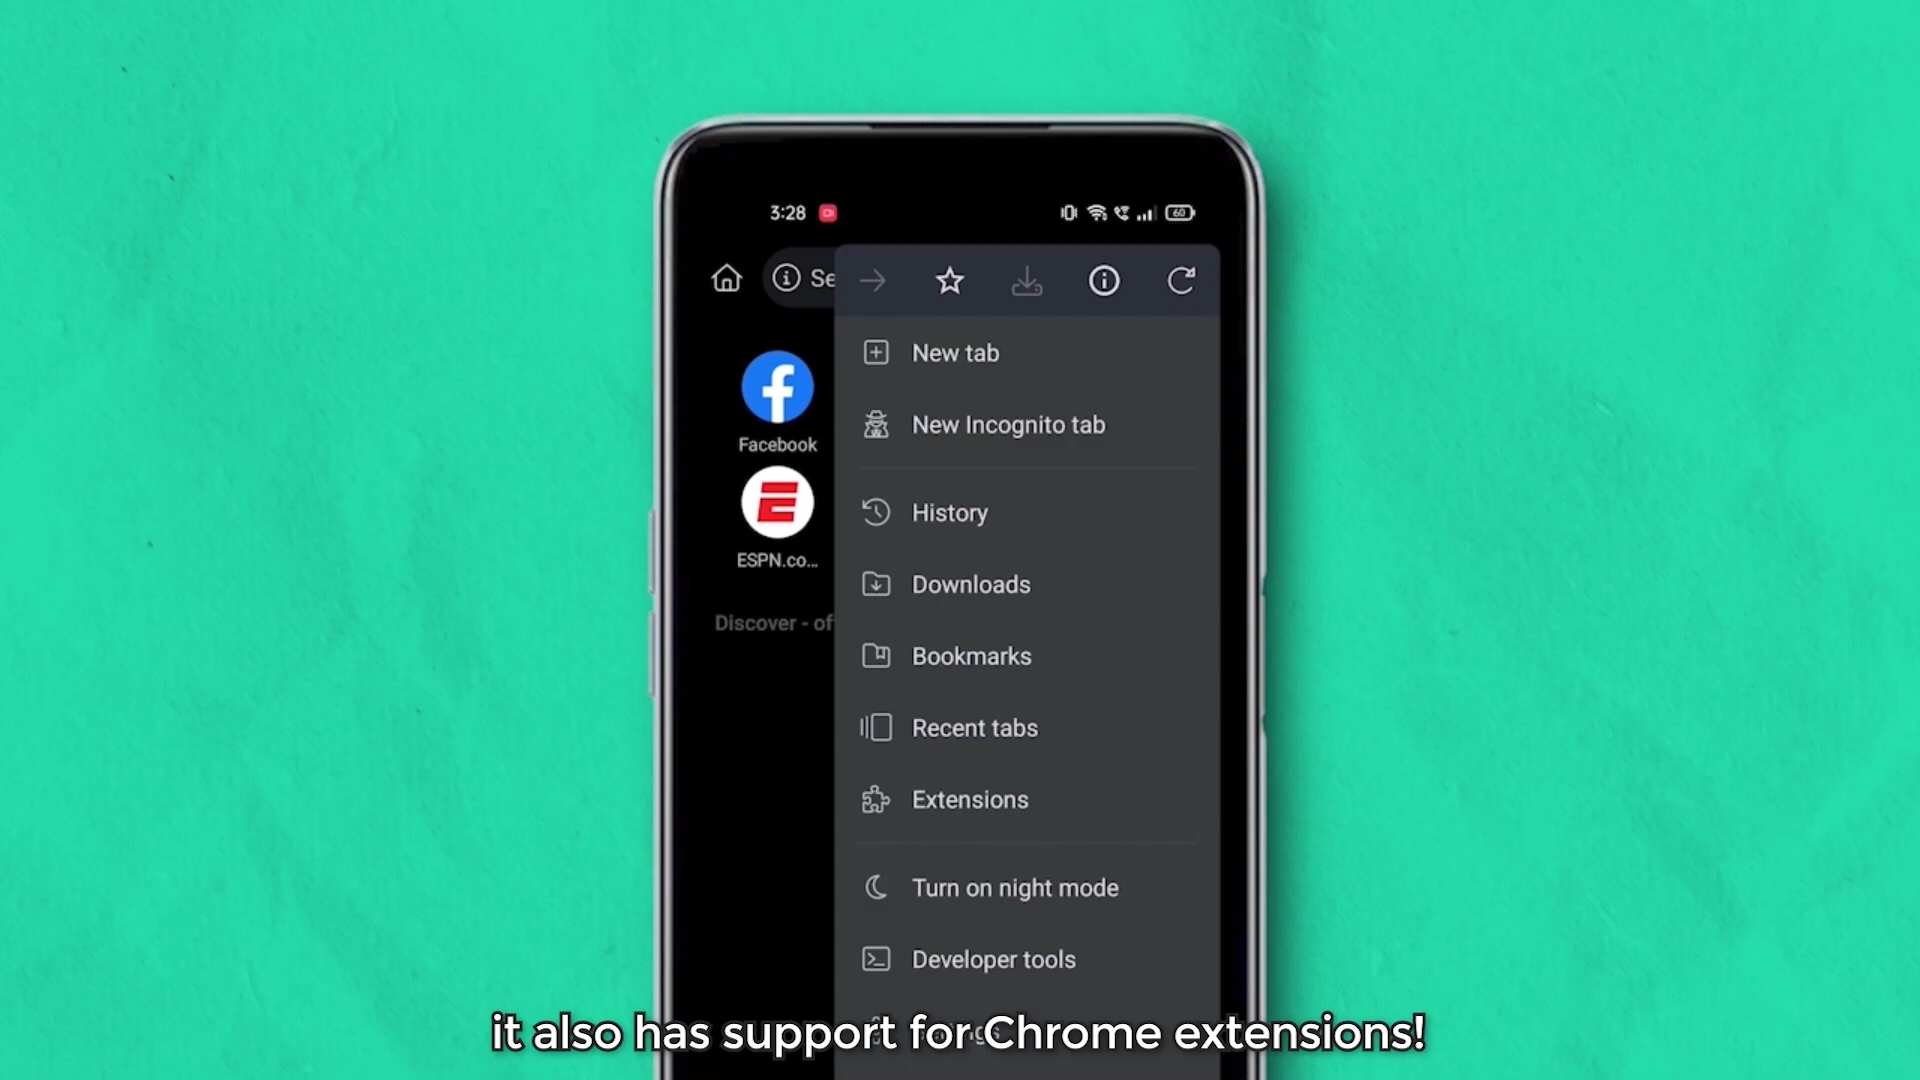 3:28
60
Se
New tab
New Incognito tab
Facebook
History
ESPN.co...
Downloads
Discover - of
Bookmarks
Recent tabs
Extensions
Turn on night mode
Developer tools
it also has support for Chrome extensions!